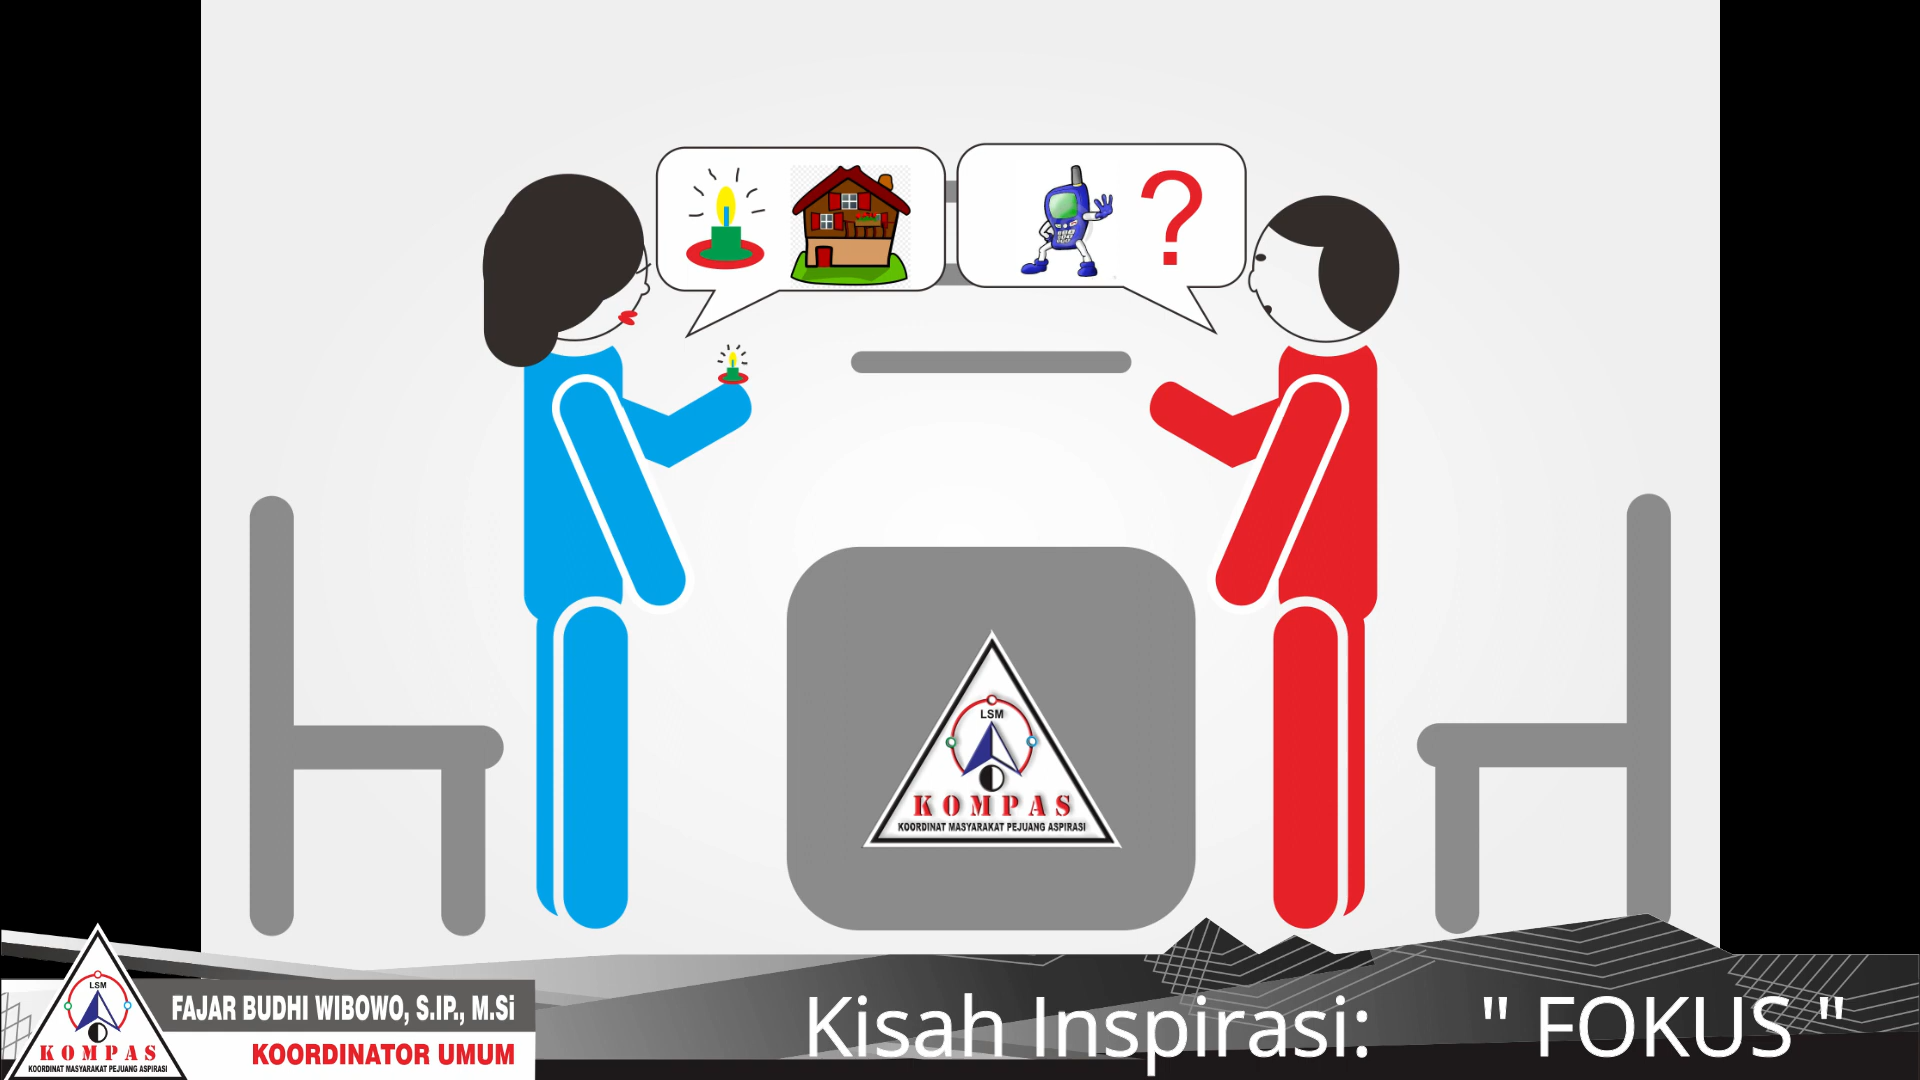 ?
LSM
KOMPAS
KOORDINAT MASYARAKAT PEJUANG ASPIRASI
LSM
KOMPAS
KOORDINAT MASYARAKAT PEJUANG ASPIRASI
FAJAR BUDHI WIBOWO, S.IP., M.Si
KOORDINATOR UMUM
Kisah Inspirasi: " FOKUS "